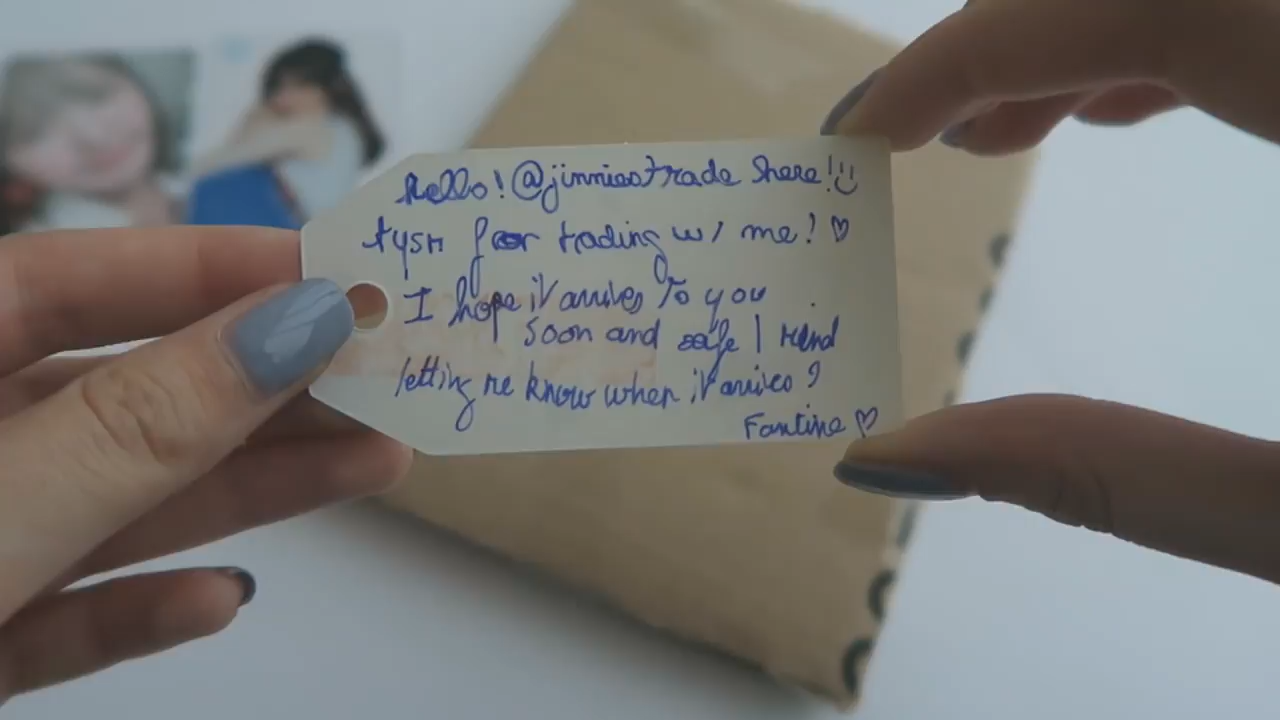 hello! @jinniestrade here! :)
tysm for trading w/ me! ♡
I hope it arrives to you
soon and safe | mind
letting me know when it arrives ?
Fantine ♡